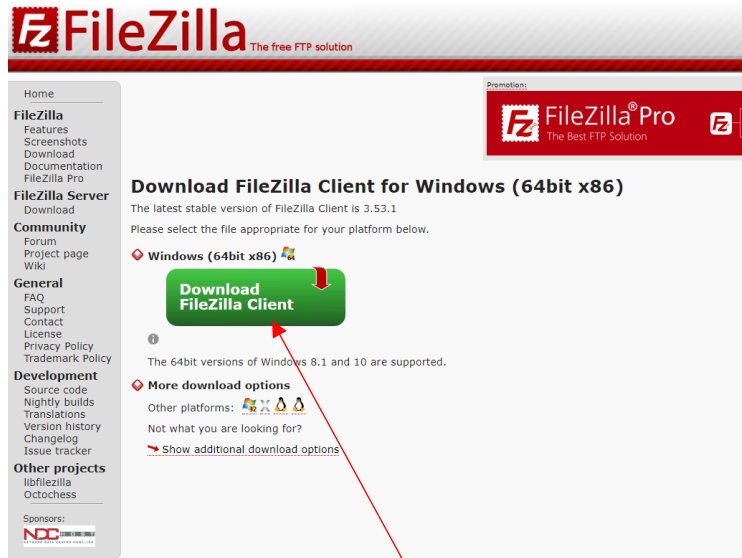 FileZilla The free FTP solution
Home
FileZilla
Features
Screenshots
Download
Documentation
FileZilla Pro
FileZilla Server
Download
Community
Forum
Project page
Wiki
General
FAQ
Support
Contact
License
Privacy Policy
Trademark Policy
Development
Source code
Nightly builds
Translations
Version history
Changelog
Issue tracker
Other projects
libfilezilla
Octochess
Sponsors:
NDCHOST
Promotion:
FileZilla®Pro
The Best FTP Solution
Download FileZilla Client for Windows (64bit x86)
The latest stable version of FileZilla Client is 3.53.1
Please select the file appropriate for your platform below.
Windows (64bit x86)
Download
FileZilla Client
The 64bit versions of Windows 8.1 and 10 are supported.
More download options
Other platforms:
Not what you are looking for?
Show additional download options